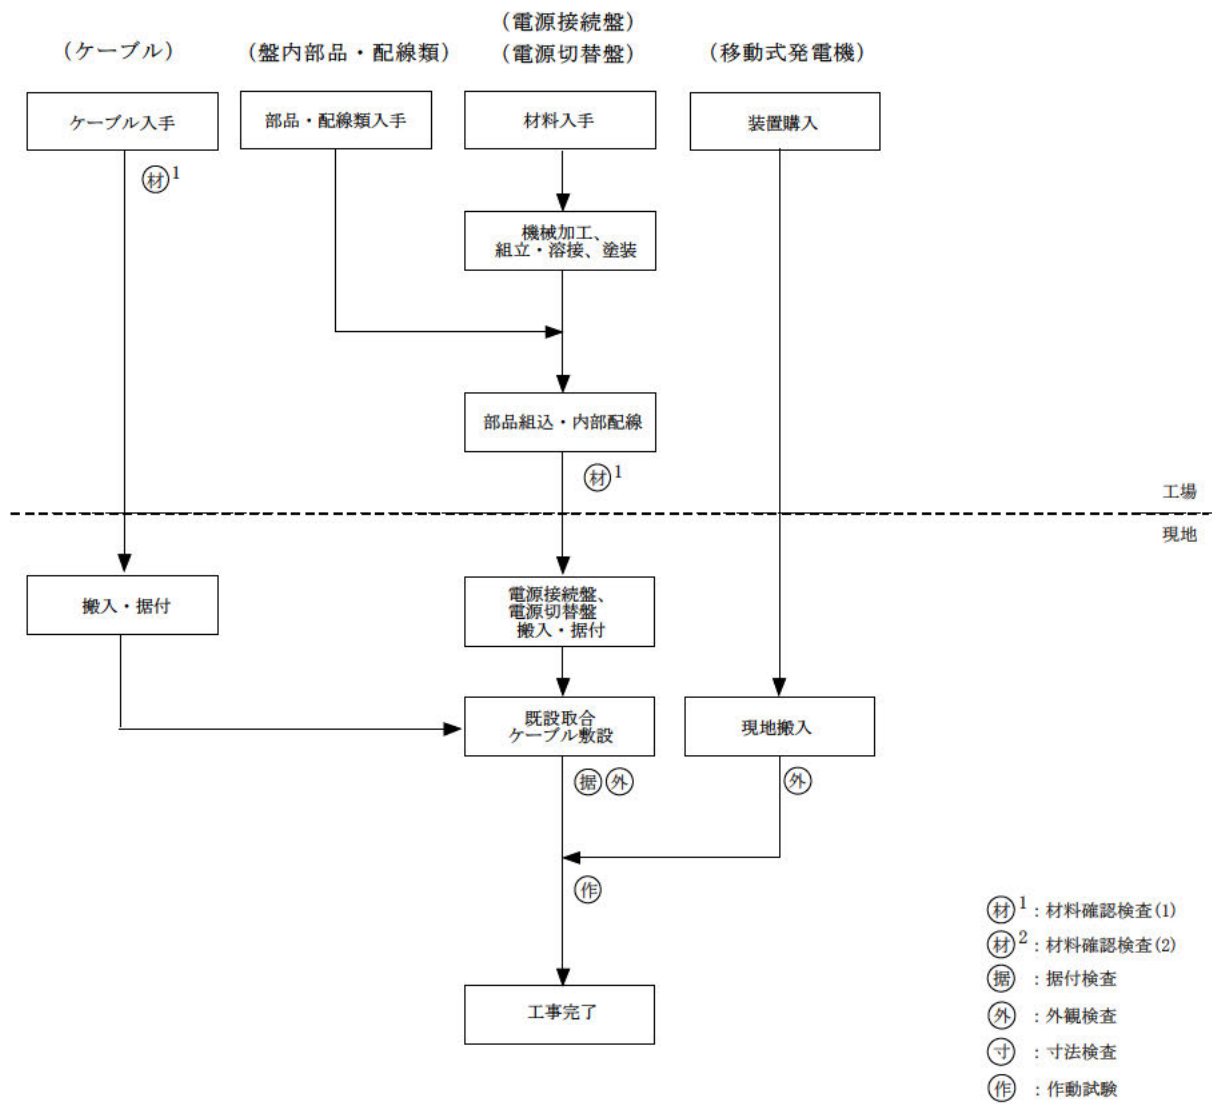 (ケーブル)
(盤内部品・配線類)
(電源接続盤)
(電源切替盤)
(移動式発電機)
ケーブル入手
部品・配線類入手
材料入手
装置購入
材1
機械加工、
組立・溶接、塗装
部品組込・内部配線
材1
工場
現地
搬入・据付
電源接続盤、
電源切替盤
搬入・据付
既設取合
ケーブル敷設
現地搬入
据 外
外
作
工事完了
材1:材料確認検査(1)
材2:材料確認検査(2)
据:据付検査
外:外観検査
寸:寸法検査
作:作動試験